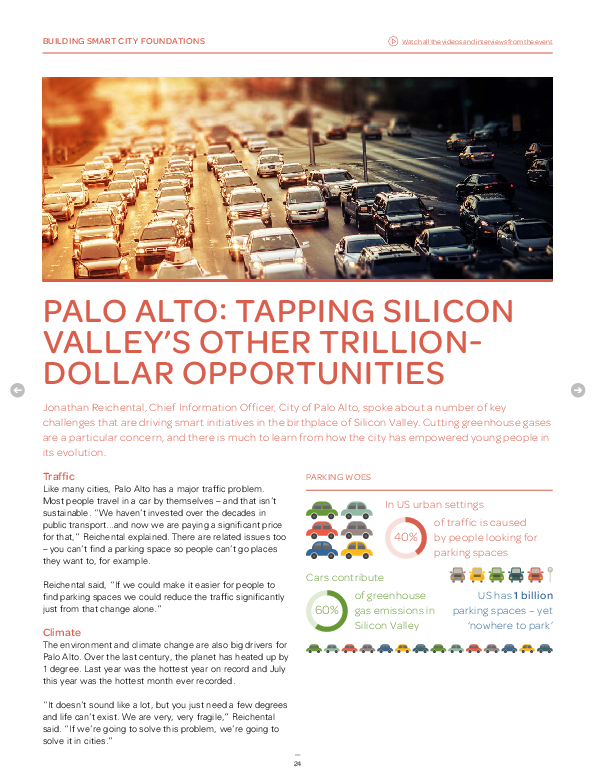 BUILDING SMART CITY FOUNDATIONS
Watch all the videos and interviews from the event
PALO ALTO: TAPPING SILICON
VALLEY'S OTHER TRILLION-
DOLLAR OPPORTUNITIES
Jonathan Reichental, Chief Information Officer, City of Palo Alto, spoke about a number of key
challenges that are driving smart initiatives in the birthplace of Silicon Valley. Cutting greenhouse gases
are a particular concern, and there is much to learn from how the city has empowered young people in
its evolution.
Traffic
Like many cities, Palo Alto has a major traffic problem.
Most people travel in a car by themselves – and that isn't
sustainable. "We haven't invested over the decades in
public transport...and now we are paying a significant price
for that," Reichental explained. There are related issues too
– you can't find a parking space so people can't go places
they want to, for example.
Reichental said, "If we could make it easier for people to
find parking spaces we could reduce the traffic significantly
just from that change alone."
Climate
The environment and climate change are also big drivers for
Palo Alto. Over the last century, the planet has heated up by
1 degree. Last year was the hottest year on record and July
this year was the hottest month ever recorded.
"It doesn't sound like a lot, but you just need a few degrees
and life can't exist. We are very, very fragile," Reichental
said. "If we're going to solve this problem, we're going to
solve it in cities."
PARKING WOES
In US urban settings
40%
of traffic is caused
by people looking for
parking spaces
Cars contribute
60%
of greenhouse
gas emissions in
Silicon Valley
US has 1 billion
parking spaces – yet
'nowhere to park'
24